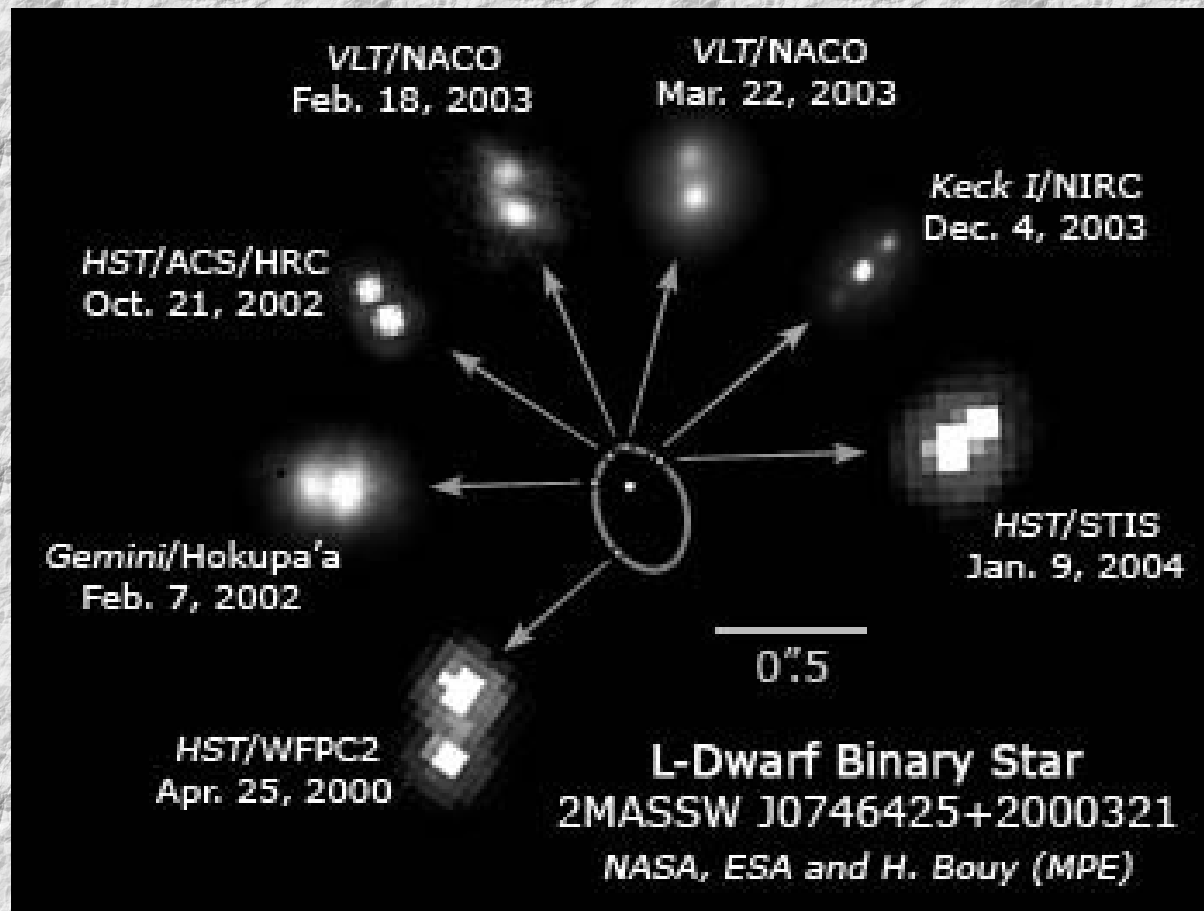 VLT/NACO
Feb. 18, 2003
VLT/NACO
Mar. 22, 2003
Keck I/NIRC
Dec. 4, 2003
HST/ACS/HRC
Oct. 21, 2002
HST/STIS
Jan. 9, 2004
Gemini/Hokupa'a
Feb. 7, 2002
0".5
HST/WFPC2
Apr. 25, 2000
L-Dwarf Binary Star
2MASSW J0746425+2000321
NASA, ESA and H. Bouy (MPE)